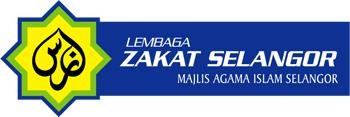 LEMBAGA
ZAKAT SELANGOR
MAJLIS AGAMA ISLAM SELANGOR